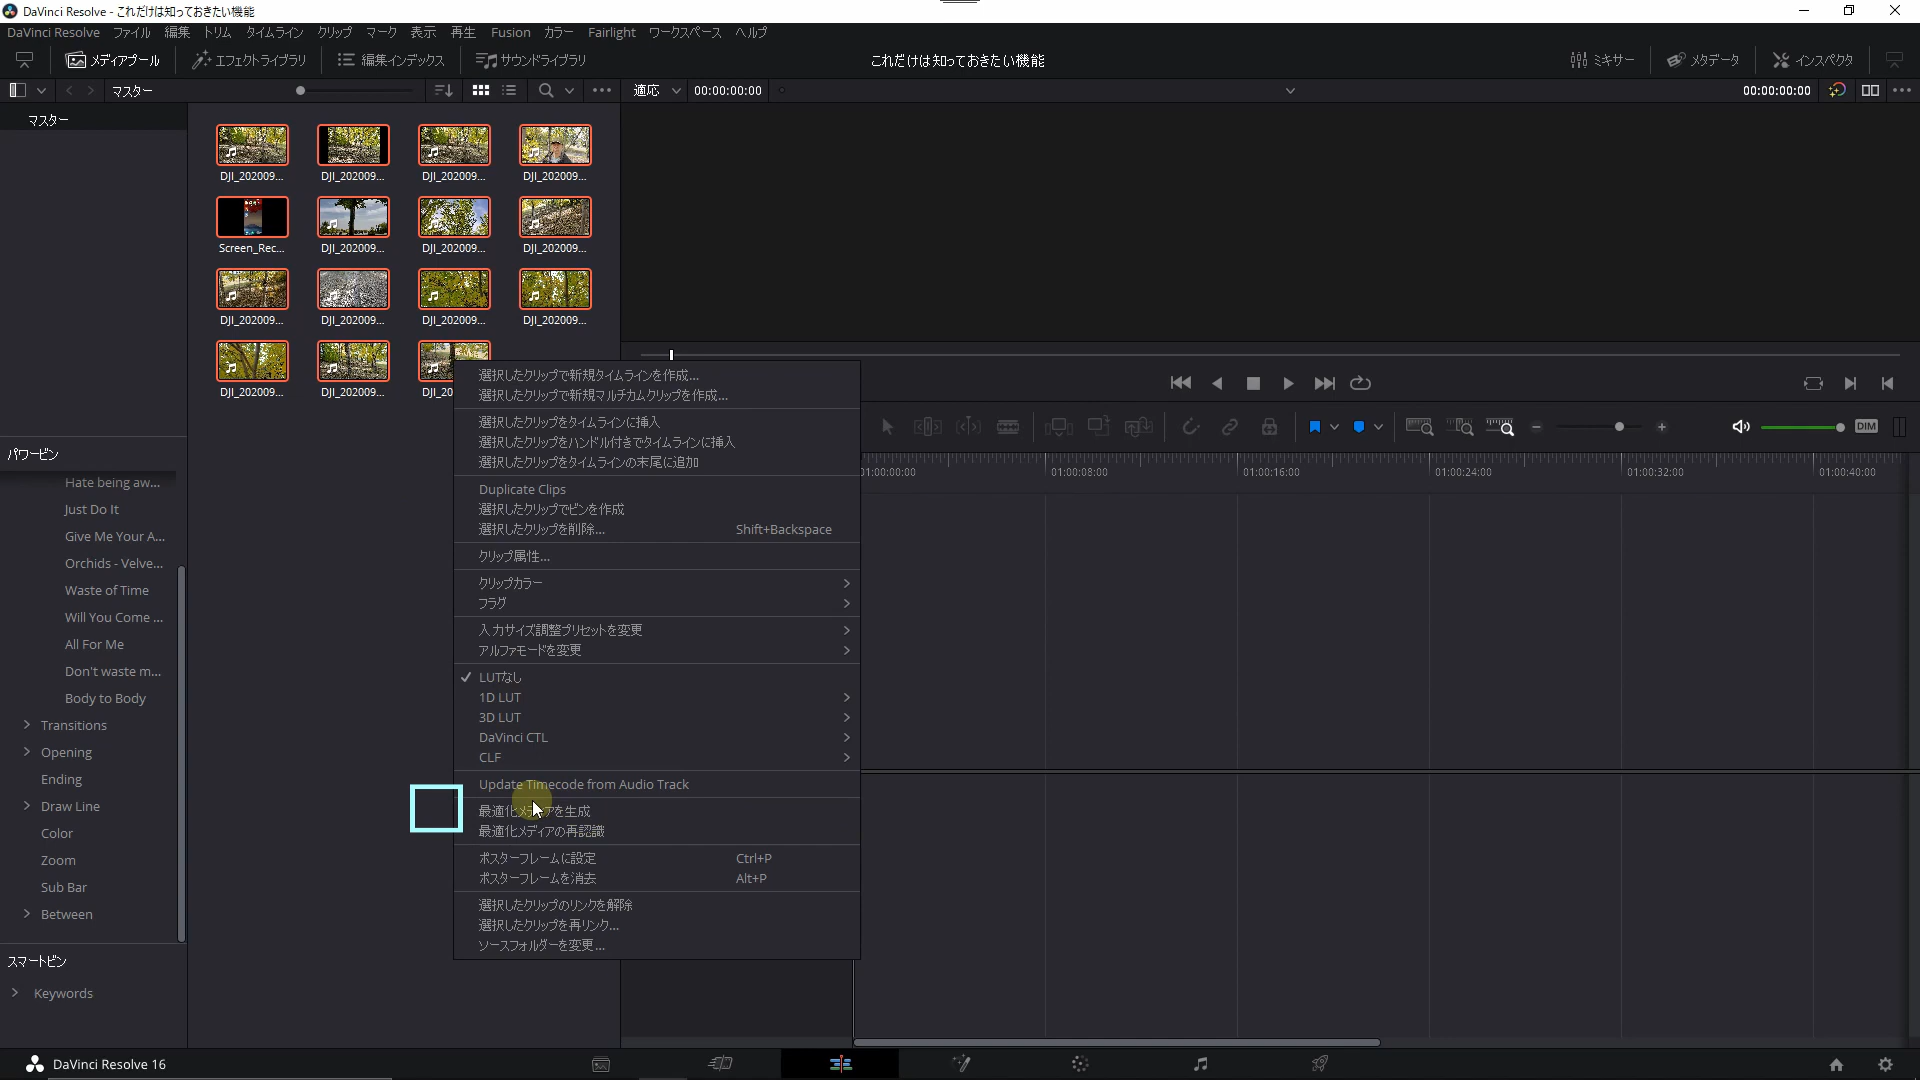 DaVinci Resolve - これだけは知っておきたい機能
DaVinci Resolve ファイル 編集 トリム タイムライン クリップ マーク 表示 再生 Fusion カラー Fairlight ワークスペース ヘルプ
メディアプール エフェクトライブラリ 編集インデックス サウンドライブラリ これだけは知っておきたい機能 ミキサー メタデータ インスペクタ
マスター 適応 00:00:00:00 00:00:00:00
マスター
DJI_202009... DJI_202009... DJI_202009... DJI_202009...
Screen_Rec... DJI_202009... DJI_202009... DJI_202009...
DJI_202009... DJI_202009... DJI_202009... DJI_202009...
DJI_202009... DJI_202009... DJI_20
選択したクリップで新規タイムラインを作成...
選択したクリップで新規マルチカムクリップを作成...
選択したクリップをタイムラインに挿入
選択したクリップをハンドル付きでタイムラインに挿入
選択したクリップをタイムラインの末尾に追加
Duplicate Clips
選択したクリップでビンを作成
選択したクリップを削除... Shift+Backspace
クリップ属性...
クリップカラー
フラグ
入力サイズ調整プリセットを変更
アルファモードを変更
LUTなし
1D LUT
3D LUT
DaVinci CTL
CLF
Update Timecode from Audio Track
最適化メディアを生成
最適化メディアの再認識
ポスターフレームに設定 Ctrl+P
ポスターフレームを消去 Alt+P
選択したクリップのリンクを解除
選択したクリップを再リンク...
ソースフォルダーを変更...
DIM
01:00:00:00 01:00:08:00 01:00:16:00 01:00:24:00 01:00:32:00 01:00:40:00
パワービン
Hate being aw...
Just Do It
Give Me Your A...
Orchids - Velve...
Waste of Time
Will You Come ...
All For Me
Don't waste m...
Body to Body
Transitions
Opening
Ending
Draw Line
Color
Zoom
Sub Bar
Between
スマートビン
Keywords
DaVinci Resolve 16